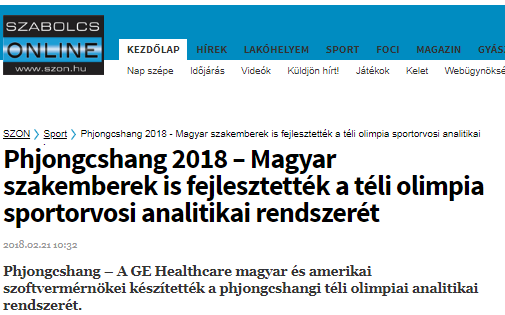 SZABOLCS
ONLINE
www.szon.hu
KEZDŐLAP HÍREK LAKÓHELYEM SPORT FOCI MAGAZIN GYÁS
Nap szépe Időjárás Videók Küldjön hírt! Játékok Kelet Webügynöksé
SZON Sport Phjongcshang 2018 - Magyar szakemberek is fejlesztették a téli olimpia sportorvosi analitikai
Phjongcshang 2018 – Magyar
szakemberek is fejlesztették a téli olimpia
sportorvosi analitikai rendszerét
2018.02.21 10:32
Phjongcshang – A GE Healthcare magyar és amerikai
szoftvermérnökei készítették a phjongcshangi téli olimpiai analitikai
rendszerét.